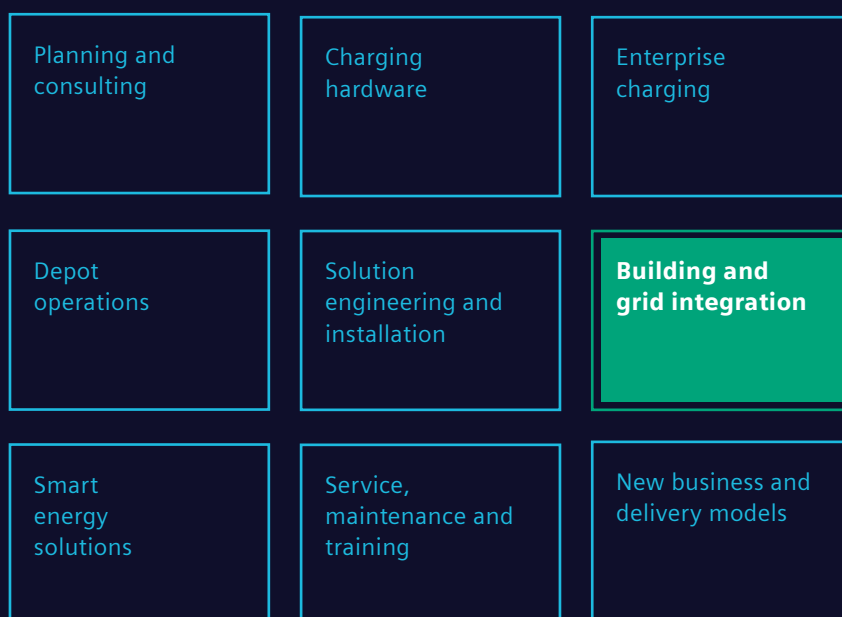 Planning and
consulting
Charging
hardware
Enterprise
charging
Depot
operations
Solution
engineering and
installation
Building and
grid integration
Smart
energy
solutions
Service,
maintenance and
training
New business and
delivery models